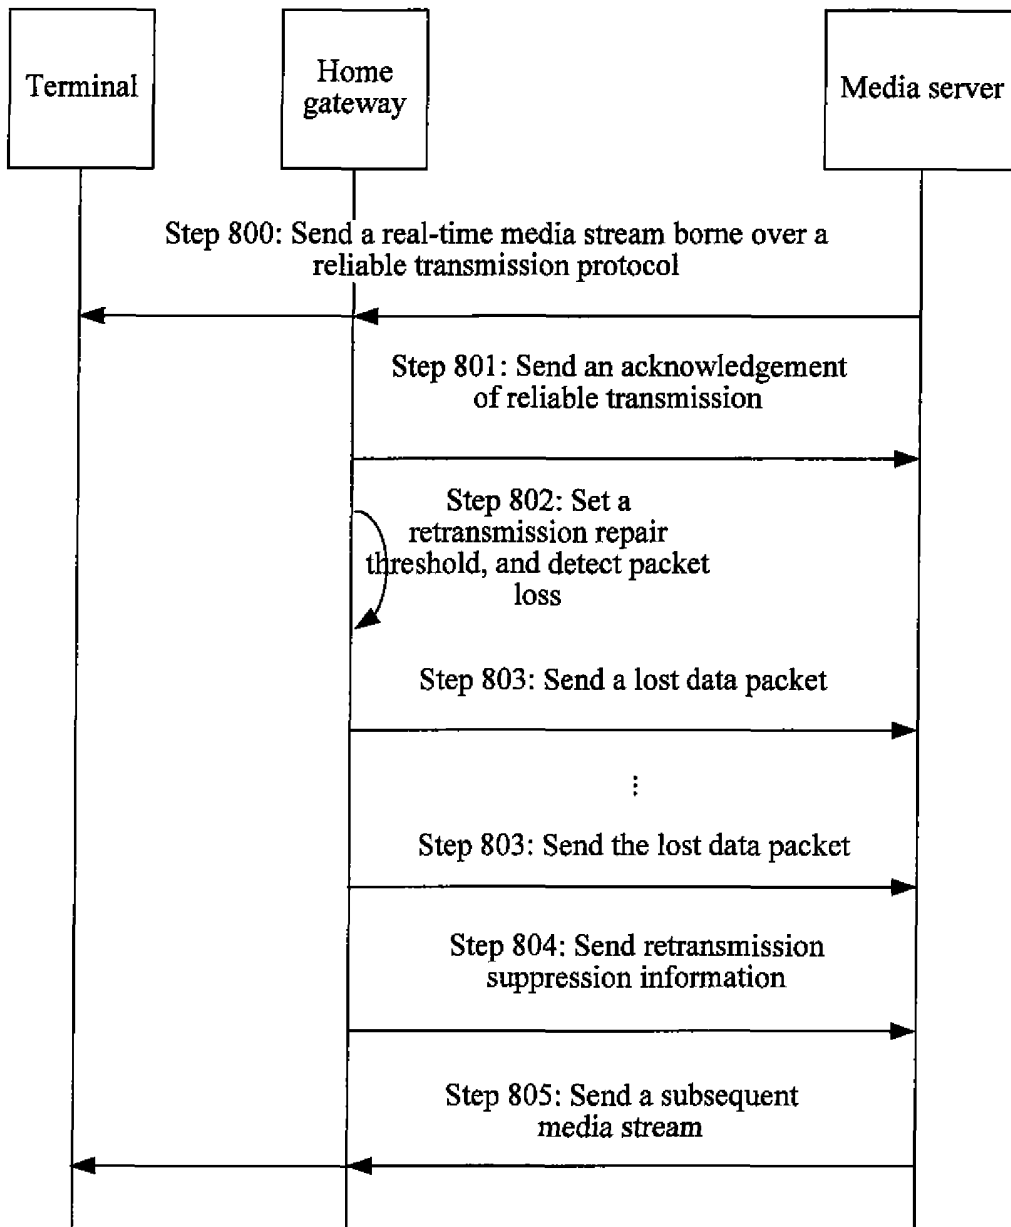 Terminal
Home
gateway
Media server
Step 800: Send a real-time media stream borne over a
reliable transmission protocol
Step 801: Send an acknowledgement
of reliable transmission
Step 802: Set a
retransmission repair
threshold, and detect packet
loss
Step 803: Send a lost data packet
⋮
Step 803: Send the lost data packet
Step 804: Send retransmission
suppression information
Step 805: Send a subsequent
media stream